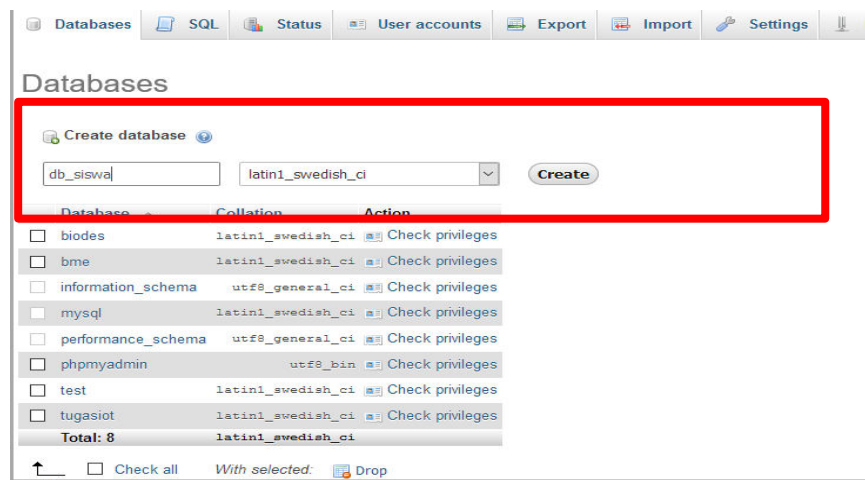 Databases SQL Status User accounts Export Import Settings
Databases
Create database
db_siswa latin1_swedish_ci Create
Database Collation Action
biodes latin1_swedish_ci Check privileges
bme latin1_swedish_ci Check privileges
information_schema utf8_general_ci Check privileges
mysql latin1_swedish_ci Check privileges
performance_schema utf8_general_ci Check privileges
phpmyadmin utf8_bin Check privileges
test latin1_swedish_ci Check privileges
tugasiot latin1_swedish_ci Check privileges
Total: 8 latin1_swedish_ci
Check all With selected: Drop